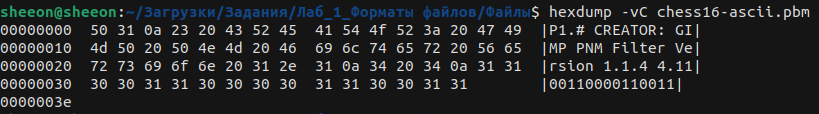 sheeon@sheeon:~/Загрузки/Задания/Лаб_1_Форматы файлов/Файлы$ hexdump -vC chess16-ascii.pbm
00000000  50 31 0a 23 20 43 52 45  41 54 4f 52 3a 20 47 49  |P1.# CREATOR: GI|
00000010  4d 50 20 50 4e 4d 20 46  69 6c 74 65 72 20 56 65  |MP PNM Filter Ve|
00000020  72 73 69 6f 6e 20 31 2e  31 0a 34 20 34 0a 31 31  |rsion 1.1.4 4.11|
00000030  30 30 31 31 30 30 30 30  31 31 30 30 31 31        |00110000110011|
0000003e